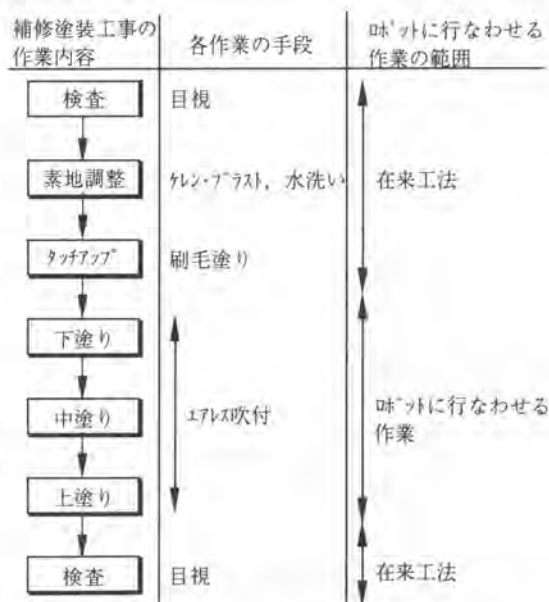 補修塗装工事の
作業内容
各作業の手段
ﾛﾎﾞｯﾄに行なわせる
作業の範囲
検査
目視
素地調整
ｹﾚﾝ・ﾌﾞﾗｽﾄ，水洗い
在来工法
ﾀｯﾁｱｯﾌﾟ
刷毛塗り
下塗り
中塗り
ｴｱﾚｽ吹付
ﾛﾎﾞｯﾄに行なわせる
作業
上塗り
検査
目視
在来工法